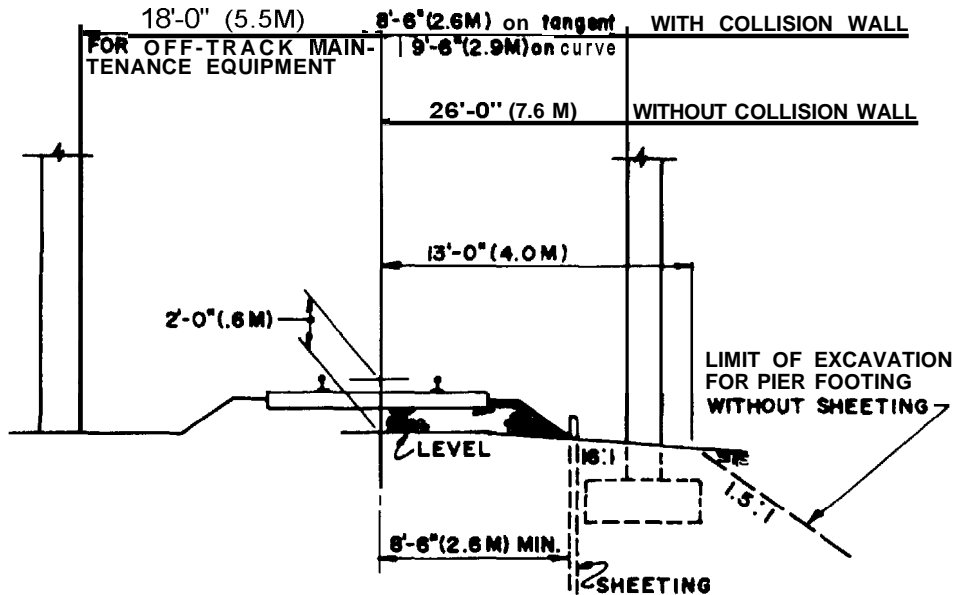 18'-0" (5.5M)
8'-6"(2.6M) on tangent
WITH COLLISION WALL
FOR OFF-TRACK MAIN-
TENANCE EQUIPMENT
9'-6"(2.9M) on curve
26'-0" (7.6 M)
WITHOUT COLLISION WALL
13'-0"(4.0M)
2'-0"(.6M)
LIMIT OF EXCAVATION
FOR PIER FOOTING
WITHOUT SHEETING
LEVEL
16:1
1.5:1
8'-6"(2.6M) MIN.
SHEETING